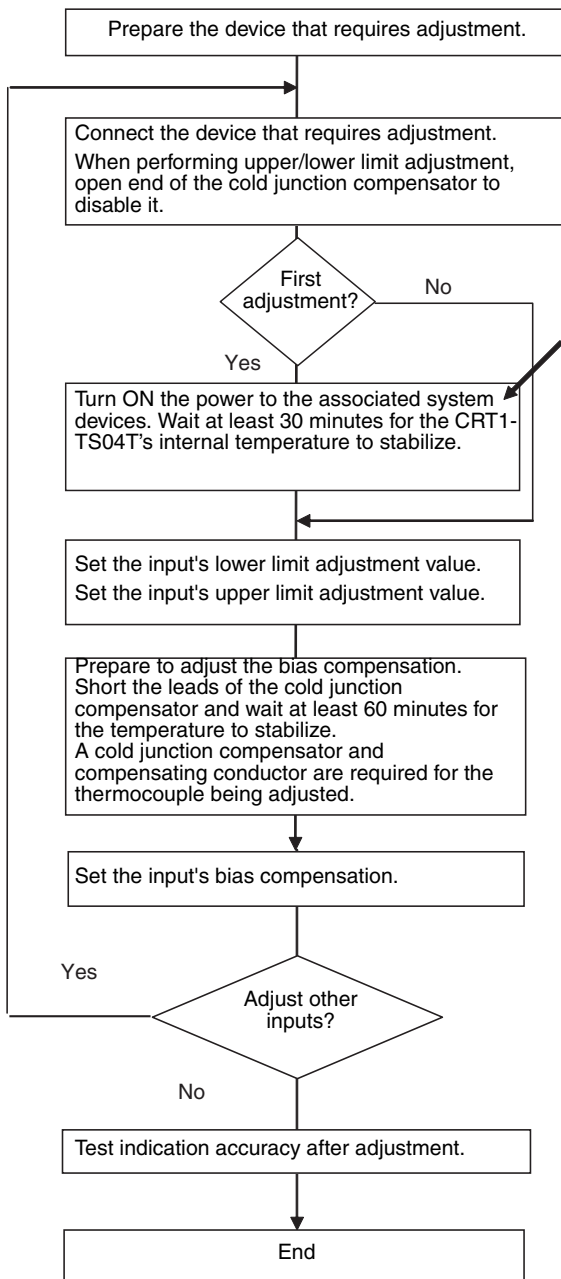 Prepare the device that requires adjustment.
Connect the device that requires adjustment.
When performing upper/lower limit adjustment,
open end of the cold junction compensator to
disable it.
First
adjustment?
No
Yes
Turn ON the power to the associated system
devices. Wait at least 30 minutes for the CRT1-
TS04T's internal temperature to stabilize.
Set the input's lower limit adjustment value.
Set the input's upper limit adjustment value.
Prepare to adjust the bias compensation.
Short the leads of the cold junction
compensator and wait at least 60 minutes for
the temperature to stabilize.
A cold junction compensator and
compensating conductor are required for the
thermocouple being adjusted.
Set the input's bias compensation.
Yes
Adjust other
inputs?
No
Test indication accuracy after adjustment.
End